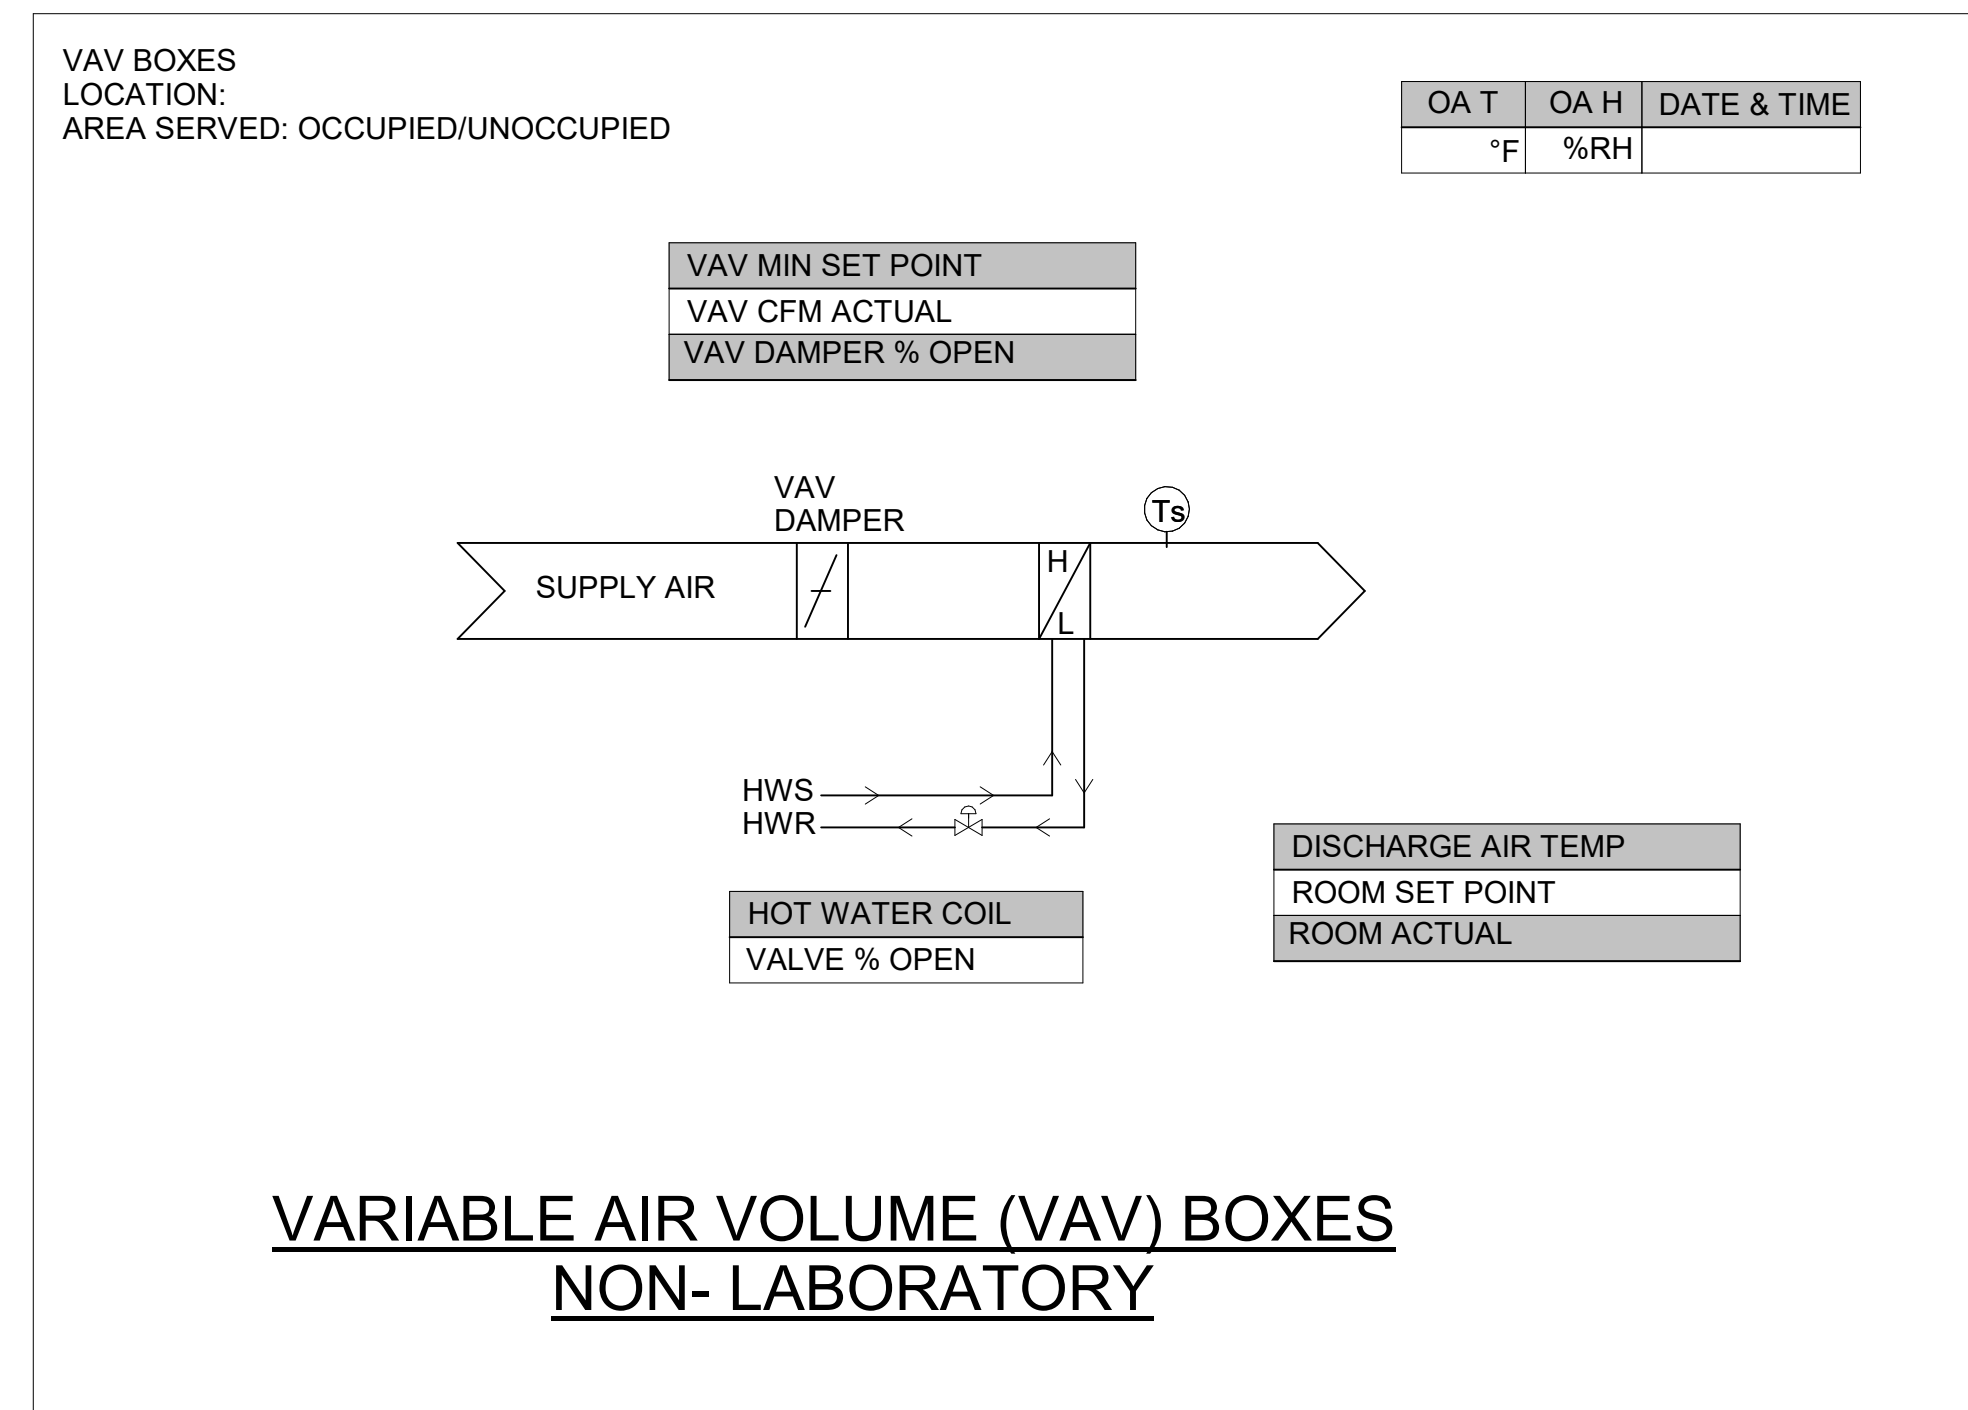 VAV BOXES
LOCATION:
AREA SERVED: OCCUPIED/UNOCCUPIED
OA T OA H DATE & TIME
°F %RH
VAV MIN SET POINT
VAV CFM ACTUAL
VAV DAMPER % OPEN
VAV
DAMPER
Ts
SUPPLY AIR
H
L
HWS
HWR
DISCHARGE AIR TEMP
ROOM SET POINT
ROOM ACTUAL
HOT WATER COIL
VALVE % OPEN
VARIABLE AIR VOLUME (VAV) BOXES
NON- LABORATORY